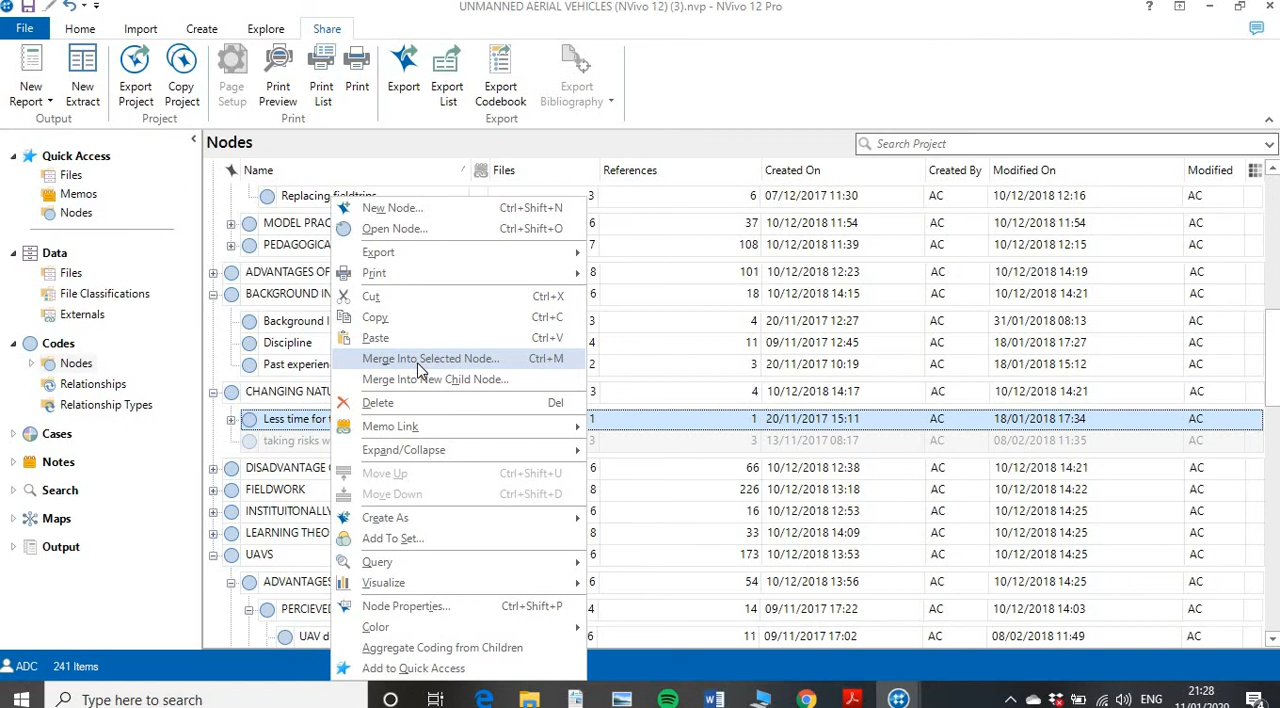 UNMANNED AERIAL VEHICLES (NVivo 12) (3).nvp - NVivo 12 Pro
File Home Import Create Explore Share
New Report
New Extract
Output
Export Project
Copy Project
Project
Page Setup
Print Preview
Print List
Print
Print
Export
Export List
Export Codebook
Export Bibliography
Export
Quick Access
Files
Memos
Nodes
Data
Files
File Classifications
Externals
Codes
Nodes
Relationships
Relationship Types
Cases
Notes
Search
Maps
Output
Nodes
Search Project
Name Files References Created On Created By Modified On Modified
Replacing fieldtrips 3 6 07/12/2017 11:30 AC 10/12/2018 12:16 AC
MODEL PRAC 7 37 10/12/2018 11:54 AC 10/12/2018 11:54 AC
PEDAGOGICA 7 108 10/12/2018 11:39 AC 10/12/2018 12:15 AC
ADVANTAGES OF 8 101 10/12/2018 12:23 AC 10/12/2018 14:19 AC
BACKGROUND IN 6 18 10/12/2018 14:15 AC 10/12/2018 14:21 AC
Background I 3 4 20/11/2017 12:27 AC 31/01/2018 08:13 AC
Discipline 4 11 09/11/2017 12:45 AC 10/12/2018 14:17 AC
Past experien 2 3 20/11/2017 10:19 AC 18/01/2018 15:12 AC
CHANGING NATU 3 4 10/12/2018 14:17 AC 10/12/2018 14:21 AC
Less time for t 1 1 20/11/2017 15:11 AC 18/01/2018 17:34 AC
taking risks w 3 3 13/11/2017 08:17 AC 08/02/2018 11:35 AC
DISADVANTAGE 6 66 10/12/2018 12:38 AC 10/12/2018 14:21 AC
FIELDWORK 8 226 10/12/2018 13:18 AC 10/12/2018 14:22 AC
INSTITUITONALLY 6 16 10/12/2018 12:53 AC 10/12/2018 14:24 AC
LEARNING THEO 8 33 10/12/2018 14:09 AC 10/12/2018 14:24 AC
UAVS 6 173 10/12/2018 13:53 AC 10/12/2018 14:25 AC
ADVANTAGES 6 54 10/12/2018 13:56 AC 10/12/2018 14:25 AC
PERCIEVED 4 14 09/11/2017 17:22 AC 10/12/2018 14:03 AC
UAV d 6 11 09/11/2017 17:02 AC 08/02/2018 11:49 AC
New Node... Ctrl+Shift+N
Open Node... Ctrl+Shift+O
Export
Print
Cut Ctrl+X
Copy Ctrl+C
Paste Ctrl+V
Merge Into Selected Node... Ctrl+M
Merge Into New Child Node...
Delete Del
Memo Link
Expand/Collapse
Move Up Ctrl+Shift+U
Move Down Ctrl+Shift+D
Create As
Add To Set...
Query
Visualize
Node Properties... Ctrl+Shift+P
Color
Aggregate Coding from Children
Add to Quick Access
ADC 241 Items
Type here to search
ENG
21:28
11/01/2020